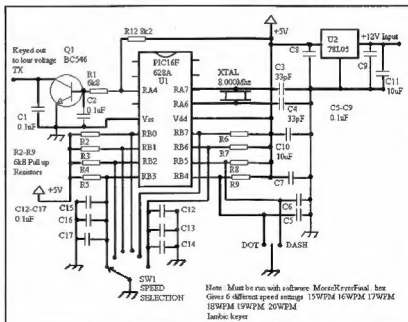 R12 8k2
+5V
U2
78L05
+12V Input
Keyed out
to low voltage
TX
Q1
BC546
R1
6k8
PIC16F
628A
U1
XTAL
8.000Mhz
C8
C9
C11
10uF
C3
33pF
RA4
RA7
RA6
C2
0.1uF
C4
33pF
C1
0.1uF
Vss
Vdd
C5-C9
0.1uF
RB0
RB1
RB2
RB3
RB7
RB6
RB5
RB4
R2
R3
R4
R5
R6
R7
R8
R9
C10
10uF
R2-R9
6k8 Pull up
Resistors
+5V
C7
C6
C5
C12-C17
0.1uF
C15
C16
C17
C12
C13
C14
DOT
DASH
SW1
SPEED
SELECTION
Note : Must be run with software MorseKeyerFinal . hex
Gives 6 different speed settings 15WPM 16WPM 17WPM
18WPM 19WPM 20WPM
Iambic keyer